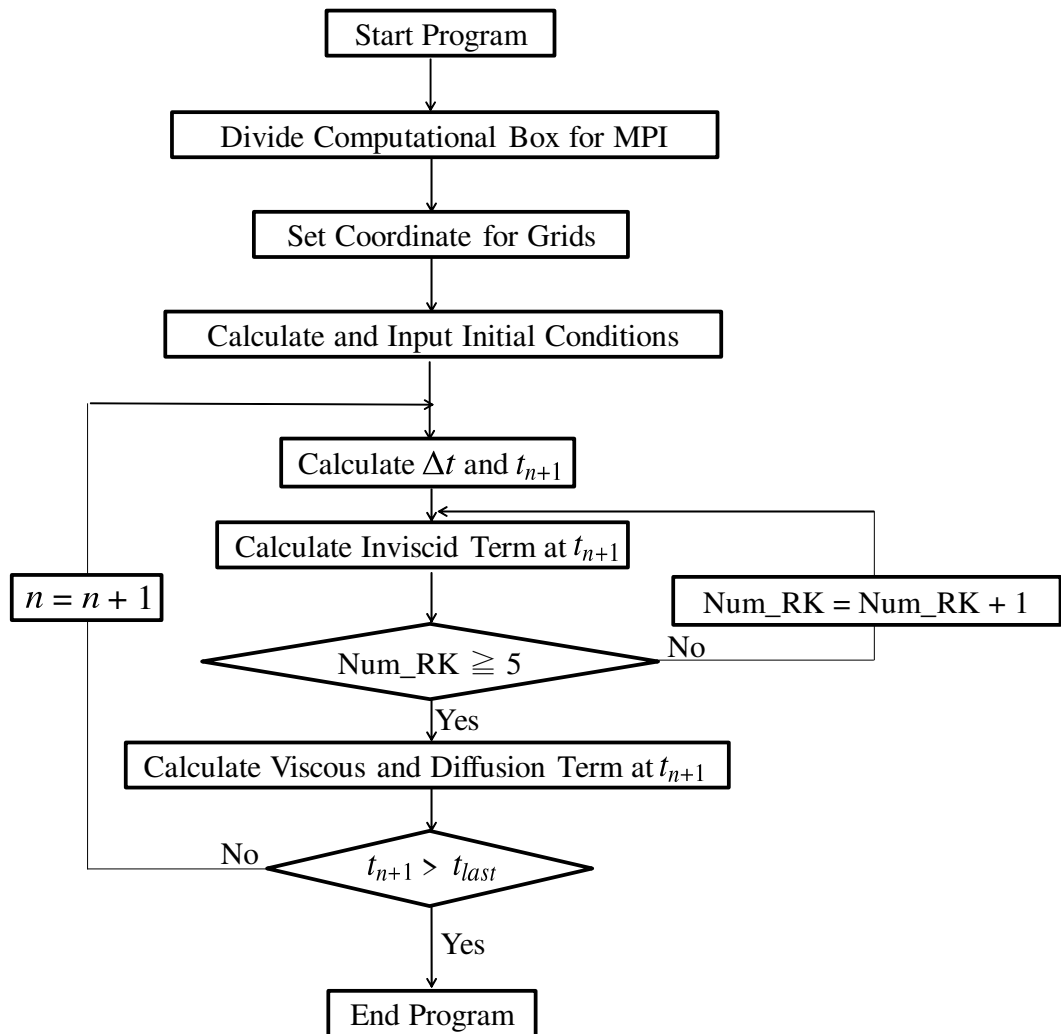 Start Program
Divide Computational Box for MPI
Set Coordinate for Grids
Calculate and Input Initial Conditions
Calculate Δt and tₙ₊₁
Calculate Inviscid Term at tₙ₊₁
n = n + 1
Num_RK = Num_RK + 1
Num_RK ≧ 5
No
Yes
Calculate Viscous and Diffusion Term at tₙ₊₁
No
tₙ₊₁ > t_last
Yes
End Program